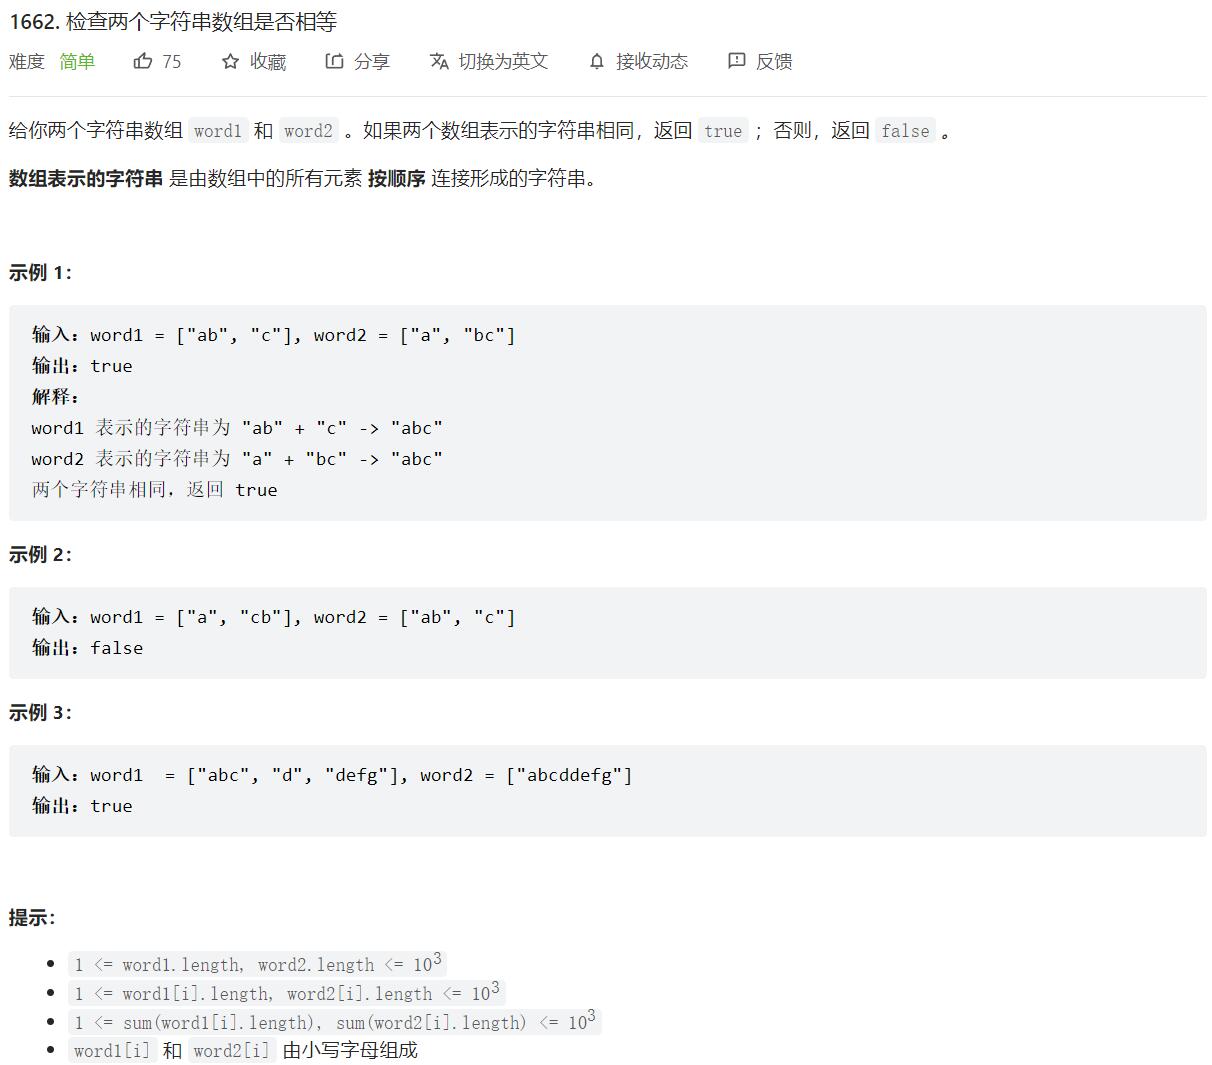 1662. 检查两个字符串数组是否相等
难度 简单 75 收藏 分享 切换为英文 接收动态 反馈
给你两个字符串数组 word1 和 word2 。如果两个数组表示的字符串相同，返回 true ；否则，返回 false 。
数组表示的字符串 是由数组中的所有元素 按顺序 连接形成的字符串。
示例 1：
输入：word1 = ["ab", "c"], word2 = ["a", "bc"]
输出：true
解释：
word1 表示的字符串为 "ab" + "c" -> "abc"
word2 表示的字符串为 "a" + "bc" -> "abc"
两个字符串相同，返回 true
示例 2：
输入：word1 = ["a", "cb"], word2 = ["ab", "c"]
输出：false
示例 3：
输入：word1  = ["abc", "d", "defg"], word2 = ["abcddefg"]
输出：true
提示：
1 <= word1.length, word2.length <= 10³
1 <= word1[i].length, word2[i].length <= 10³
1 <= sum(word1[i].length), sum(word2[i].length) <= 10³
word1[i] 和 word2[i] 由小写字母组成